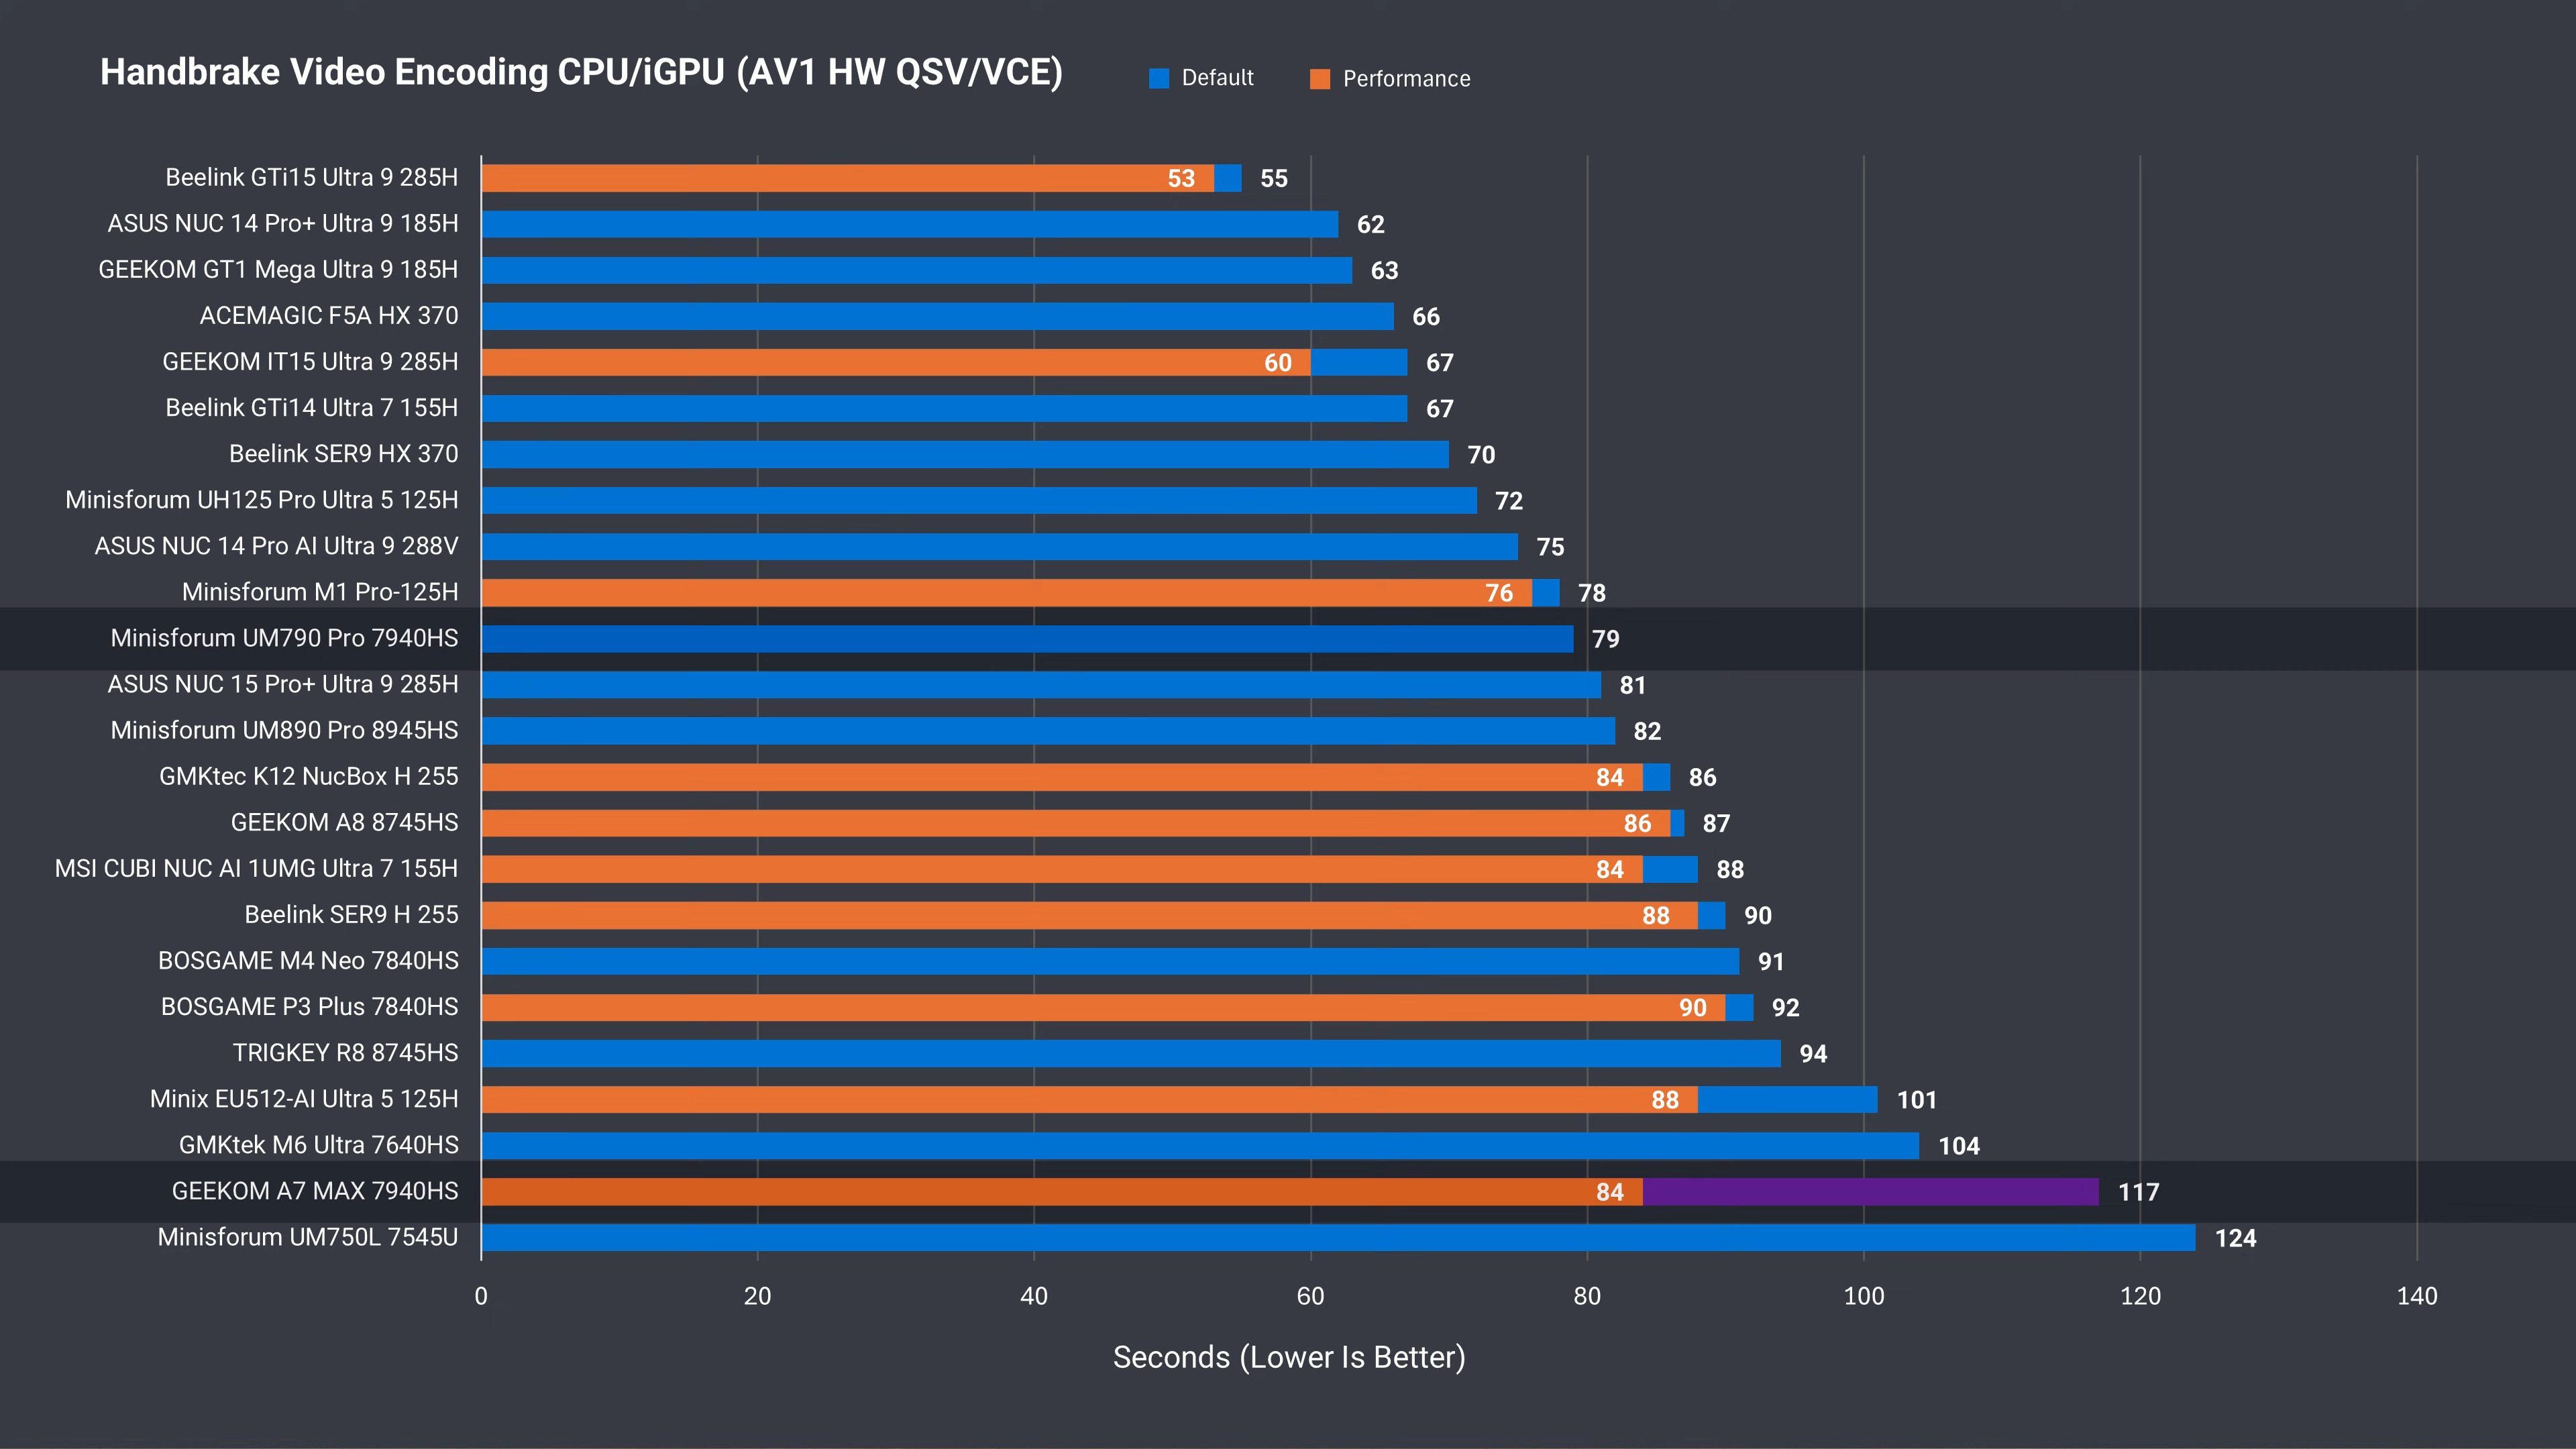 Handbrake Video Encoding CPU/iGPU (AV1 HW QSV/VCE) Default Performance
Beelink GTi15 Ultra 9 285H 53 55
ASUS NUC 14 Pro+ Ultra 9 185H 62
GEEKOM GT1 Mega Ultra 9 185H 63
ACEMAGIC F5A HX 370 66
GEEKOM IT15 Ultra 9 285H 60 67
Beelink GTi14 Ultra 7 155H 67
Beelink SER9 HX 370 70
Minisforum UH125 Pro Ultra 5 125H 72
ASUS NUC 14 Pro AI Ultra 9 288V 75
Minisforum M1 Pro-125H 76 78
Minisforum UM790 Pro 7940HS 79
ASUS NUC 15 Pro+ Ultra 9 285H 81
Minisforum UM890 Pro 8945HS 82
GMKtec K12 NucBox H 255 84 86
GEEKOM A8 8745HS 86 87
MSI CUBI NUC AI 1UMG Ultra 7 155H 84 88
Beelink SER9 H 255 88 90
BOSGAME M4 Neo 7840HS 91
BOSGAME P3 Plus 7840HS 90 92
TRIGKEY R8 8745HS 94
Minix EU512-AI Ultra 5 125H 88 101
GMKtek M6 Ultra 7640HS 104
GEEKOM A7 MAX 7940HS 84 117
Minisforum UM750L 7545U 124
0 20 40 60 80 100 120 140
Seconds (Lower Is Better)